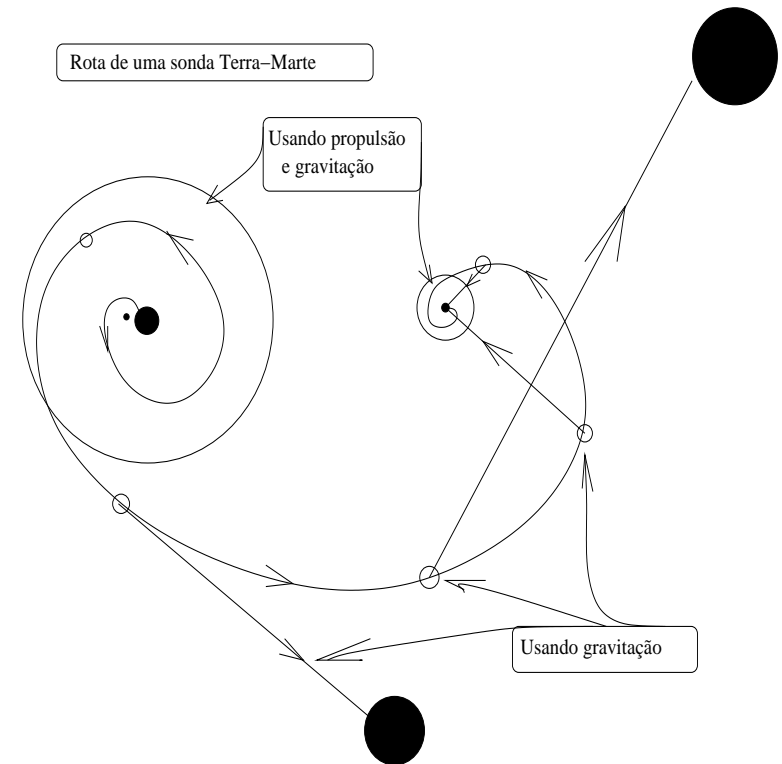 Rota de uma sonda Terra–Marte
Usando propulsão
e gravitação
Usando gravitação